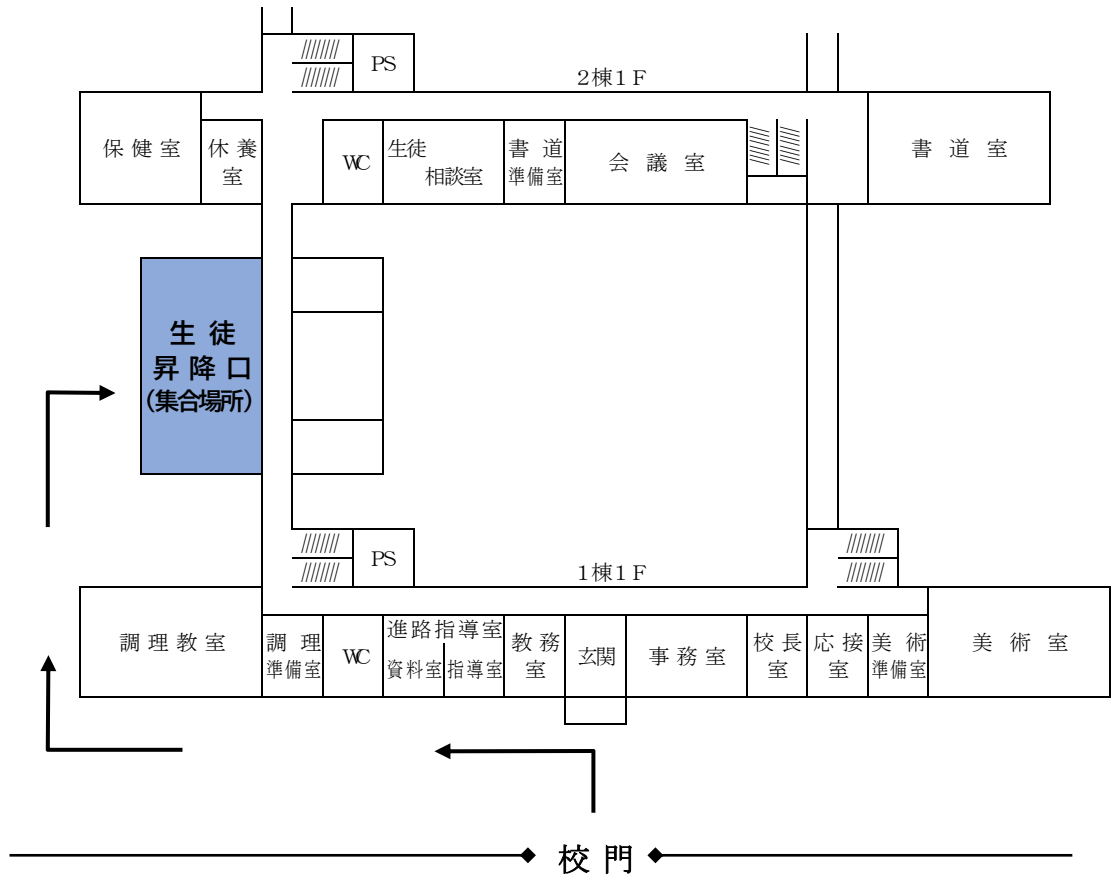 PS
2棟1F
保健室
休養
室
WC
生徒
相談室
書道
準備室
会議室
書道室
生徒
昇降口
(集合場所)
PS
1棟1F
調理教室
調理
準備室
WC
進路指導室
資料室
指導室
教務
室
玄関
事務室
校長
室
応接
室
美術
準備室
美術室
校門